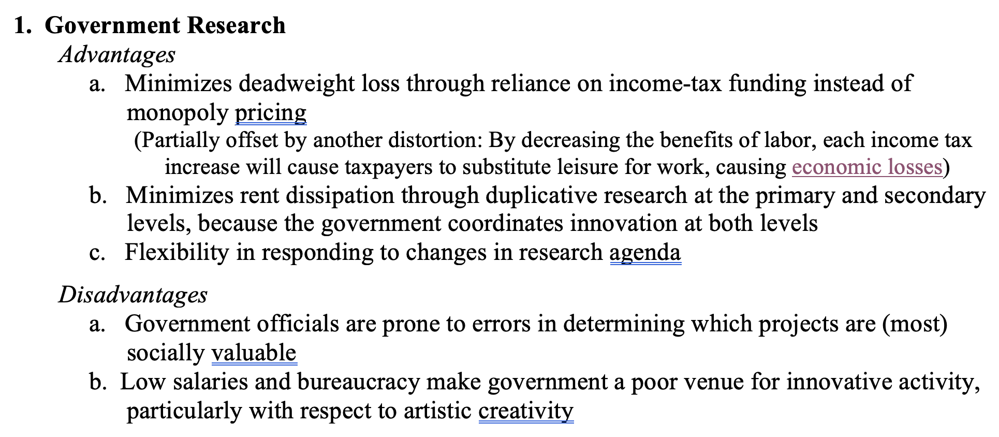 1. Government Research
Advantages
a. Minimizes deadweight loss through reliance on income-tax funding instead of
monopoly pricing
(Partially offset by another distortion: By decreasing the benefits of labor, each income tax
increase will cause taxpayers to substitute leisure for work, causing economic losses)
b. Minimizes rent dissipation through duplicative research at the primary and secondary
levels, because the government coordinates innovation at both levels
c. Flexibility in responding to changes in research agenda
Disadvantages
a. Government officials are prone to errors in determining which projects are (most)
socially valuable
b. Low salaries and bureaucracy make government a poor venue for innovative activity,
particularly with respect to artistic creativity